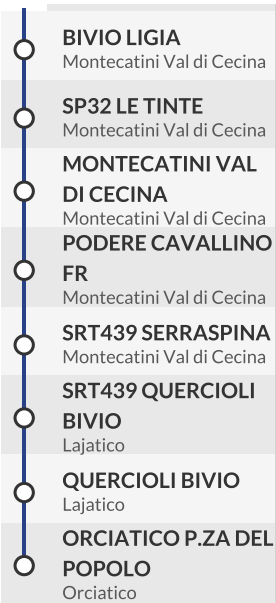 BIVIO LIGIA
Montecatini Val di Cecina
SP32 LE TINTE
Montecatini Val di Cecina
MONTECATINI VAL
DI CECINA
Montecatini Val di Cecina
PODERE CAVALLINO
FR
Montecatini Val di Cecina
SRT439 SERRASPINA
Montecatini Val di Cecina
SRT439 QUERCIOLI
BIVIO
Lajatico
QUERCIOLI BIVIO
Lajatico
ORCIATICO P.ZA DEL
POPOLO
Orciatico